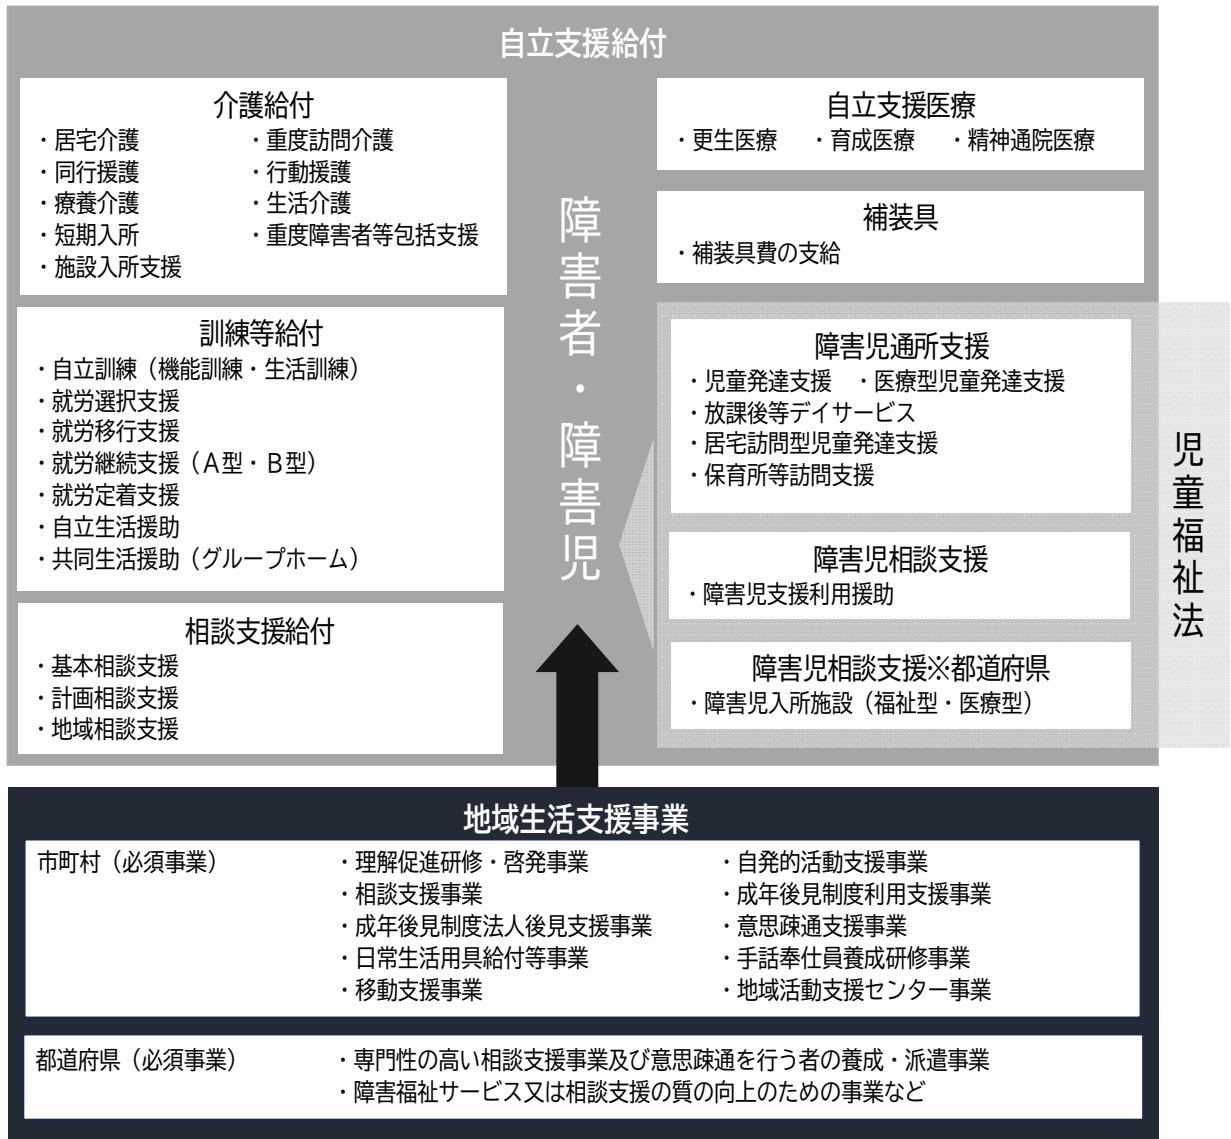 自立支援給付
介護給付
・居宅介護　・重度訪問介護
・同行援護　・行動援護
・療養介護　・生活介護
・短期入所　・重度障害者等包括支援
・施設入所支援
訓練等給付
・自立訓練（機能訓練・生活訓練）
・就労選択支援
・就労移行支援
・就労継続支援（A型・B型）
・就労定着支援
・自立生活援助
・共同生活援助（グループホーム）
相談支援給付
・基本相談支援
・計画相談支援
・地域相談支援
障害者・障害児
自立支援医療
・更生医療　・育成医療　・精神通院医療
補装具
・補装具費の支給
障害児通所支援
・児童発達支援　・医療型児童発達支援
・放課後等デイサービス
・居宅訪問型児童発達支援
・保育所等訪問支援
障害児相談支援
・障害児支援利用援助
障害児相談支援※都道府県
・障害児入所施設（福祉型・医療型）
児童福祉法
地域生活支援事業
市町村（必須事業）　・理解促進研修・啓発事業　・自発的活動支援事業
・相談支援事業　・成年後見制度利用支援事業
・成年後見制度法人後見支援事業　・意思疎通支援事業
・日常生活用具給付等事業　・手話奉仕員養成研修事業
・移動支援事業　・地域活動支援センター事業
都道府県（必須事業）　・専門性の高い相談支援事業及び意思疎通を行う者の養成・派遣事業
・障害福祉サービス又は相談支援の質の向上のための事業など